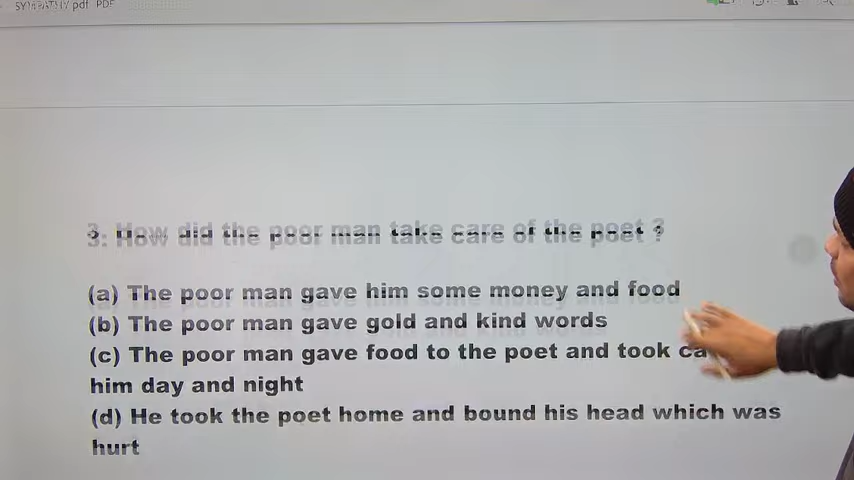 pdf PDF
3. How did the poor man take care of the poet ?
(a) The poor man gave him some money and food
(b) The poor man gave gold and kind words
(c) The poor man gave food to the poet and took
him day and night
(d) He took the poet home and bound his head which was
hurt